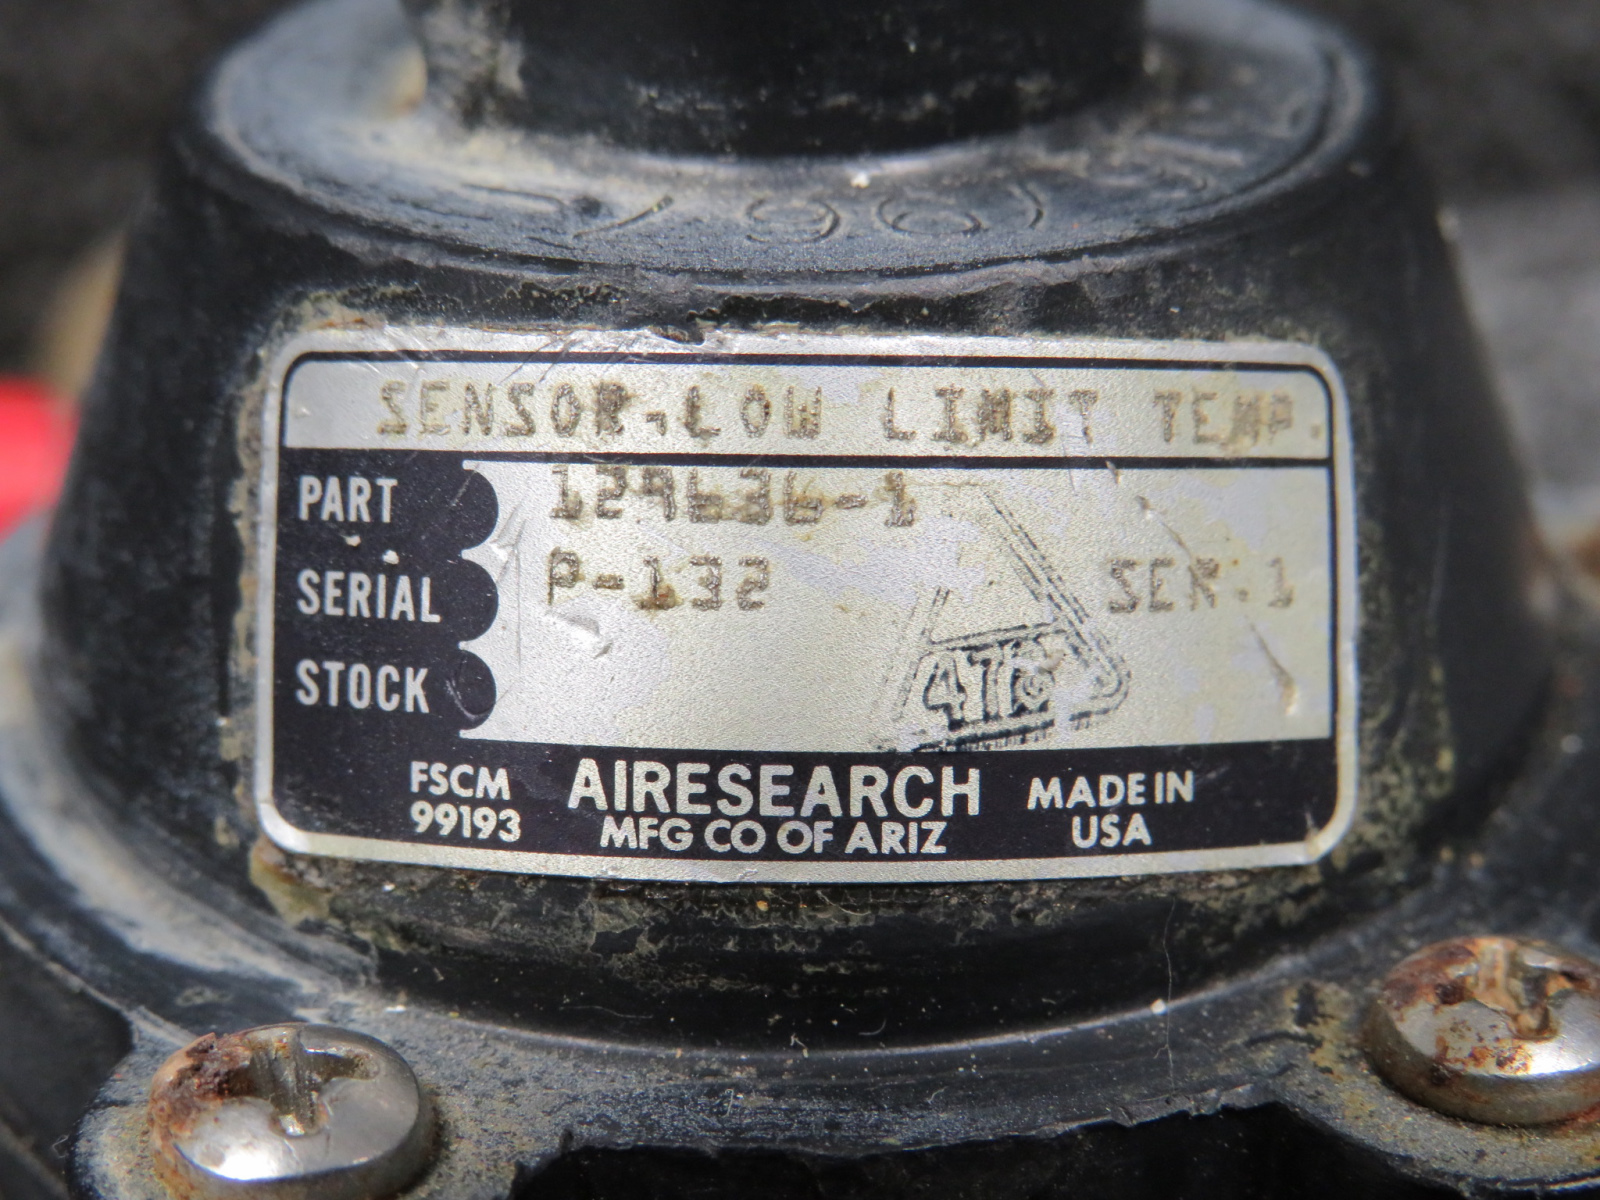 SENSOR,LOW LIMIT TEMP.
PART 129636-1
SERIAL P-132 SER.1
STOCK
FSCM 99193
AIRESEARCH
MFG CO OF ARIZ
MADE IN USA